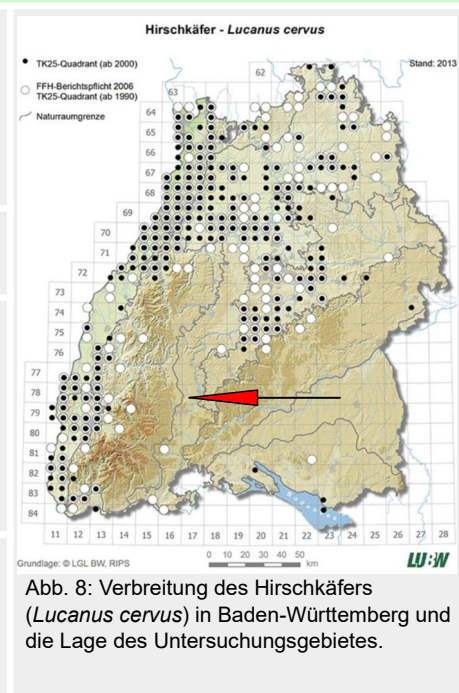 Hirschkäfer - Lucanus cervus
TK25-Quadrant (ab 2000)
FFH-Berichtspflicht 2006
TK25-Quadrant (ab 1990)
Naturraumgrenze
Stand: 2013
62
63
64
65
66
67
68
69
70
71
72
73
74
75
76
77
78
79
80
81
82
83
84
11 12 13 14 15 16 17 18 19 20 21 22 23 24 25 26 27 28
Bodensee
0 10 20 30 40 50
km
Grundlage: © LGL BW, RIPS
LU:W
Abb. 8: Verbreitung des Hirschkäfers
(Lucanus cervus) in Baden-Württemberg und
die Lage des Untersuchungsgebietes.